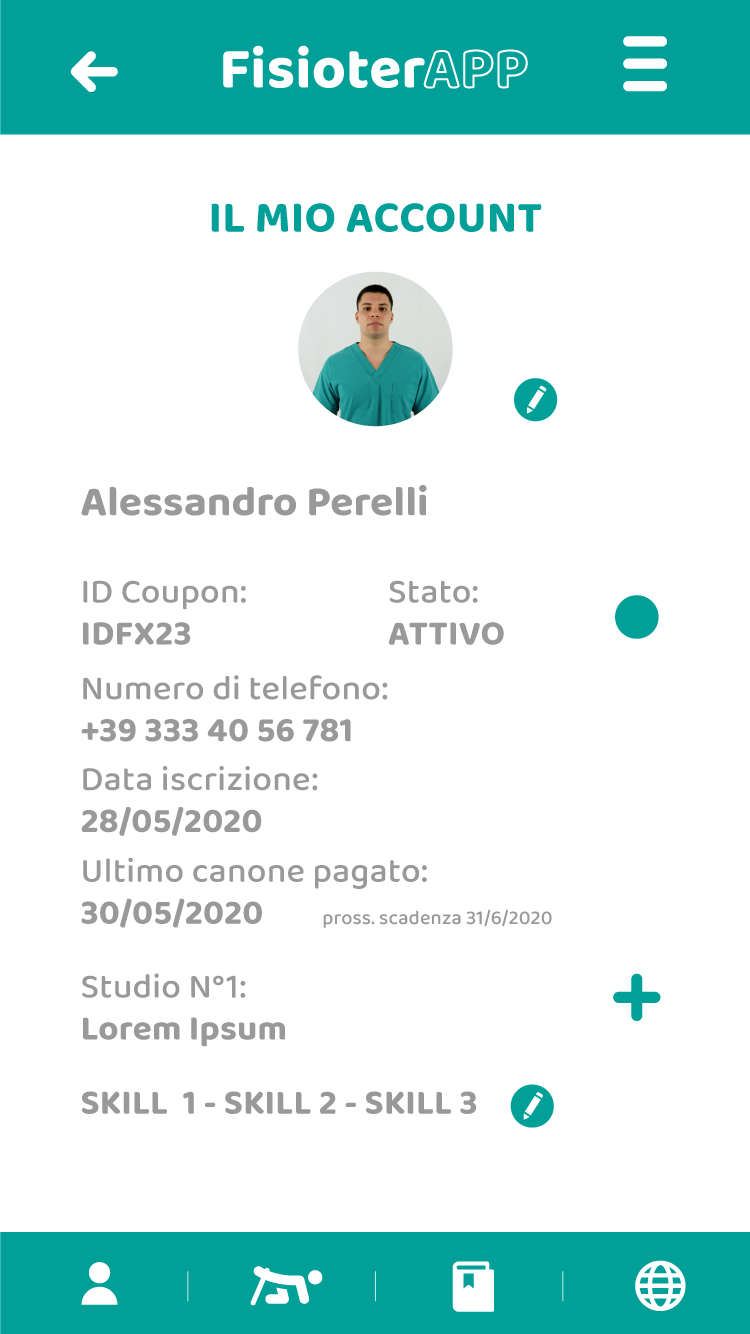 FisioterAPP
IL MIO ACCOUNT
Alessandro Perelli
ID Coupon:
IDFX23
Stato:
ATTIVO
Numero di telefono:
+39 333 40 56 781
Data iscrizione:
28/05/2020
Ultimo canone pagato:
30/05/2020 pross. scadenza 31/6/2020
Studio N°1:
Lorem Ipsum
SKILL 1 - SKILL 2 - SKILL 3